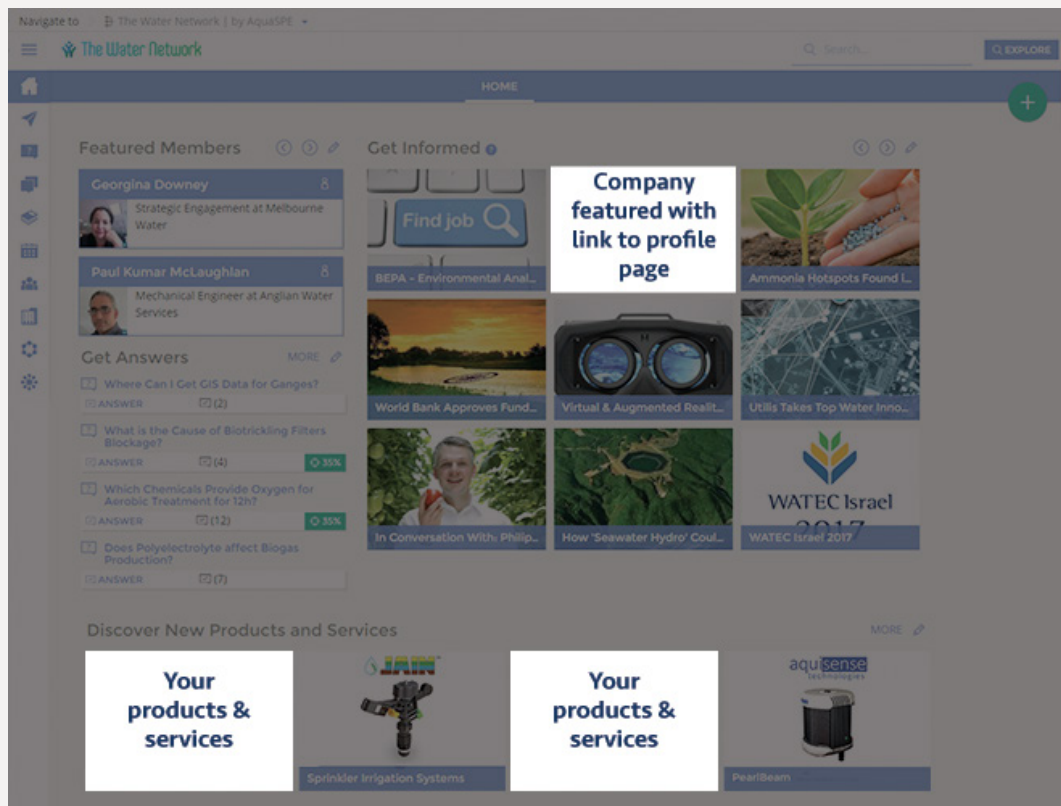 Navigate to The Water Network | by AquaSPE
The Water Network
Search...
EXPLORE
HOME
Featured Members
Georgina Downey
Strategic Engagement at Melbourne
Water
Paul Kumar McLaughlan
Mechanical Engineer at Anglian Water
Services
Get Answers MORE
Where Can I Get GIS Data for Ganges?
ANSWER (2)
What is the Cause of Biotrickling Filters
Blockage?
ANSWER (4) 35%
Which Chemicals Provide Oxygen for
Aerobic Treatment for 12h?
ANSWER (12) 35%
Does Polyelectrolyte affect Biogas
Production?
ANSWER (7)
Get Informed
Find job
BEPA - Environmental Anal...
Company
featured with
link to profile
page
Ammonia Hotspots Found I...
World Bank Approves Fund...
Virtual & Augmented Realit...
Utilis Takes Top Water Inno...
In Conversation With: Philip...
How 'Seawater Hydro' Coul...
WATEC Israel
2017
WATEC Israel 2017
Discover New Products and Services MORE
Your
products &
services
JAIN
Sprinkler Irrigation Systems
Your
products &
services
aquisense
technologies
PearlBeam